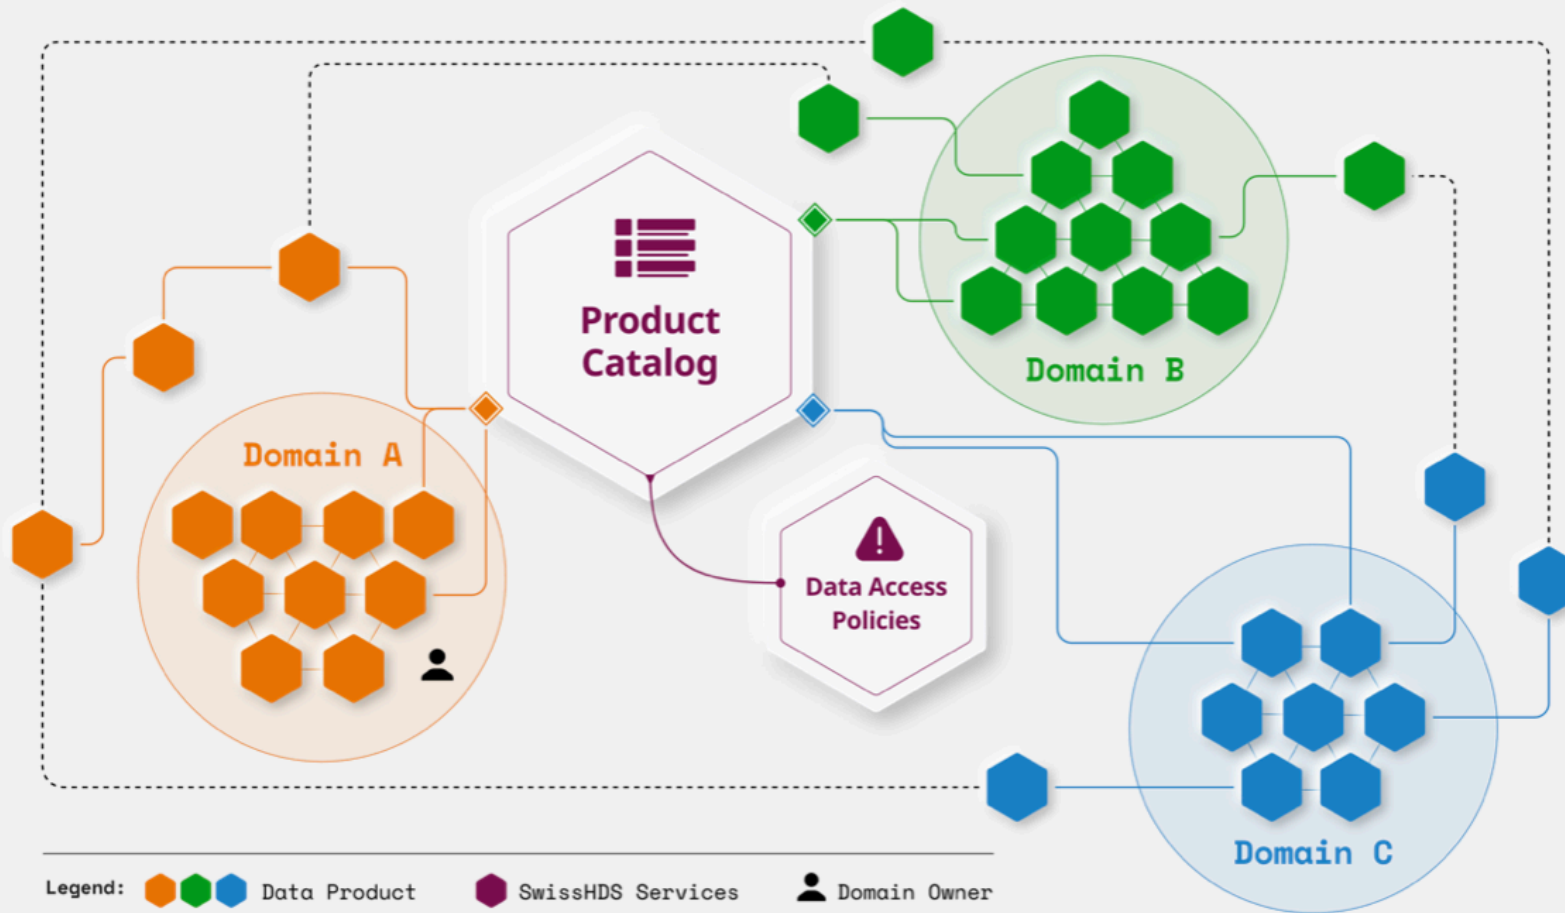 Product
Catalog
Domain B
Domain A
Data Access
Policies
Domain C
Legend:
Data Product
SwissHDS Services
Domain Owner